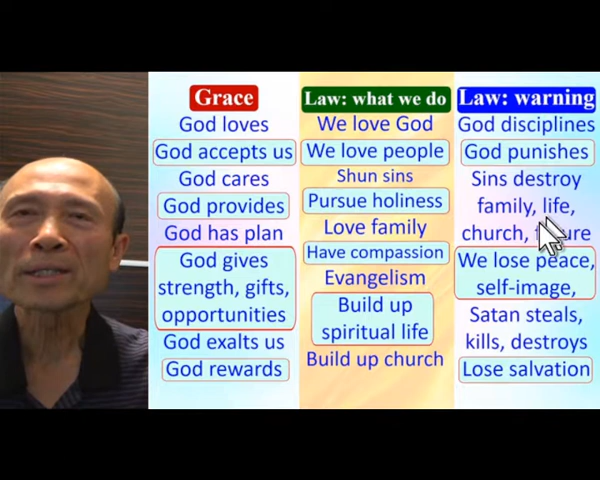 Grace
God loves
God accepts us
God cares
God provides
God has plan
God gives
strength, gifts,
opportunities
God exalts us
God rewards
Law: what we do
We love God
We love people
Shun sins
Pursue holiness
Love family
Have compassion
Evangelism
Build up
spiritual life
Build up church
Law: warning
God disciplines
God punishes
Sins destroy
family, life,
church,
We lose peace,
self-image,
Satan steals,
kills, destroys
Lose salvation